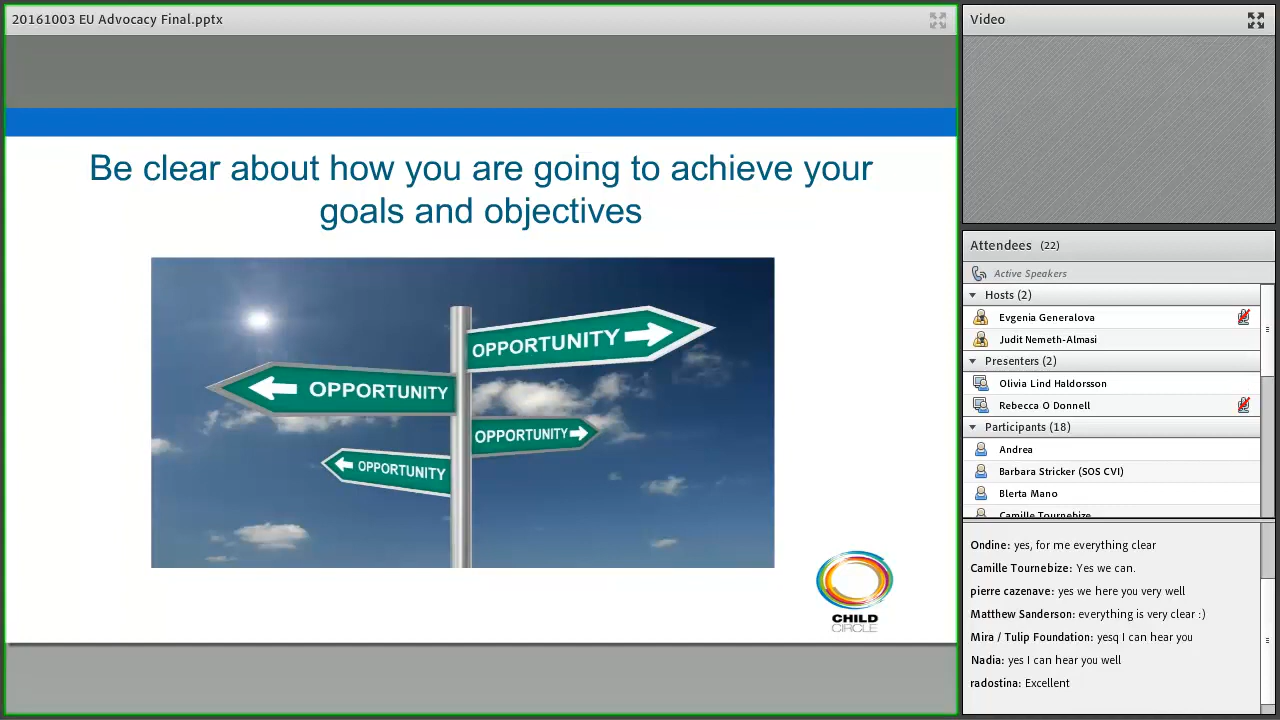 20161003 EU Advocacy Final.pptx
Be clear about how you are going to achieve your
goals and objectives
OPPORTUNITY
OPPORTUNITY
OPPORTUNITY
OPPORTUNITY
CHILD
CIRCLE
Video
Attendees (22)
Active Speakers
Hosts (2)
Evgenia Generalova
Judit Nemeth-Almasi
Presenters (2)
Olivia Lind Haldorsson
Rebecca O Donnell
Participants (18)
Andrea
Barbara Stricker (SOS CVI)
Blerta Mano
Camille Tournebize
Ondine: yes, for me everything clear
Camille Tournebize: Yes we can.
pierre cazenave: yes we here you very well
Matthew Sanderson: everything is very clear :)
Mira / Tulip Foundation: yesq I can hear you
Nadia: yes I can hear you well
radostina: Excellent